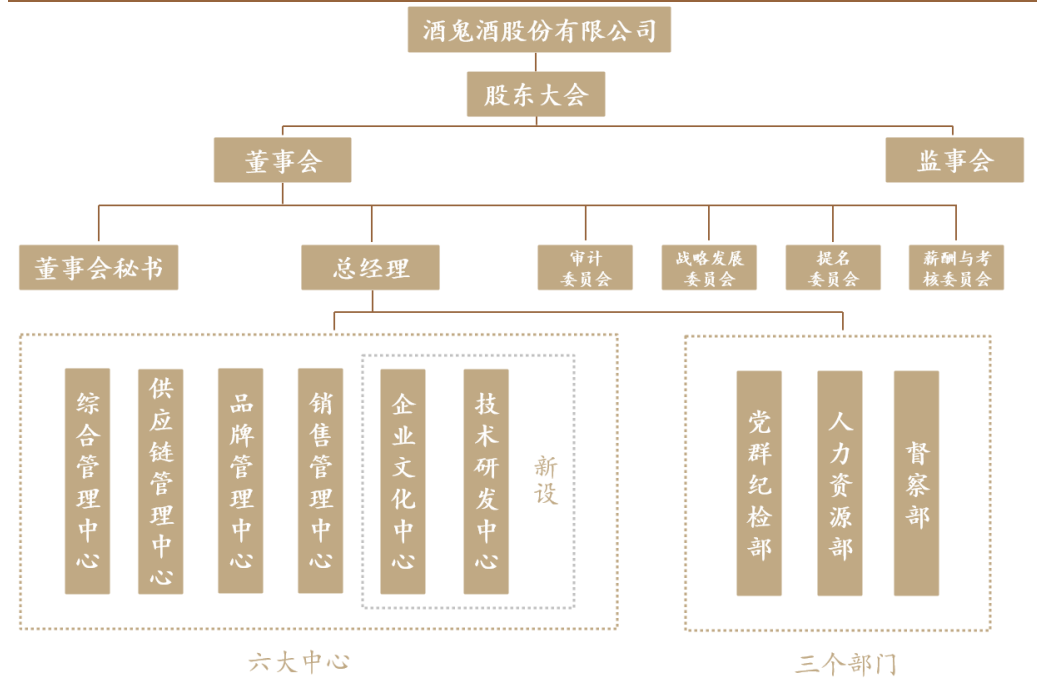 酒鬼酒股份有限公司
股东大会
董事会
监事会
董事会秘书
总经理
审计
委员会
战略发展
委员会
提名
委员会
薪酬与考
核委员会
综合管理中心
供应链管理中心
品牌管理中心
销售管理中心
企业文化中心
技术研发中心
新设
党群纪检部
人力资源部
督察部
六大中心
三个部门